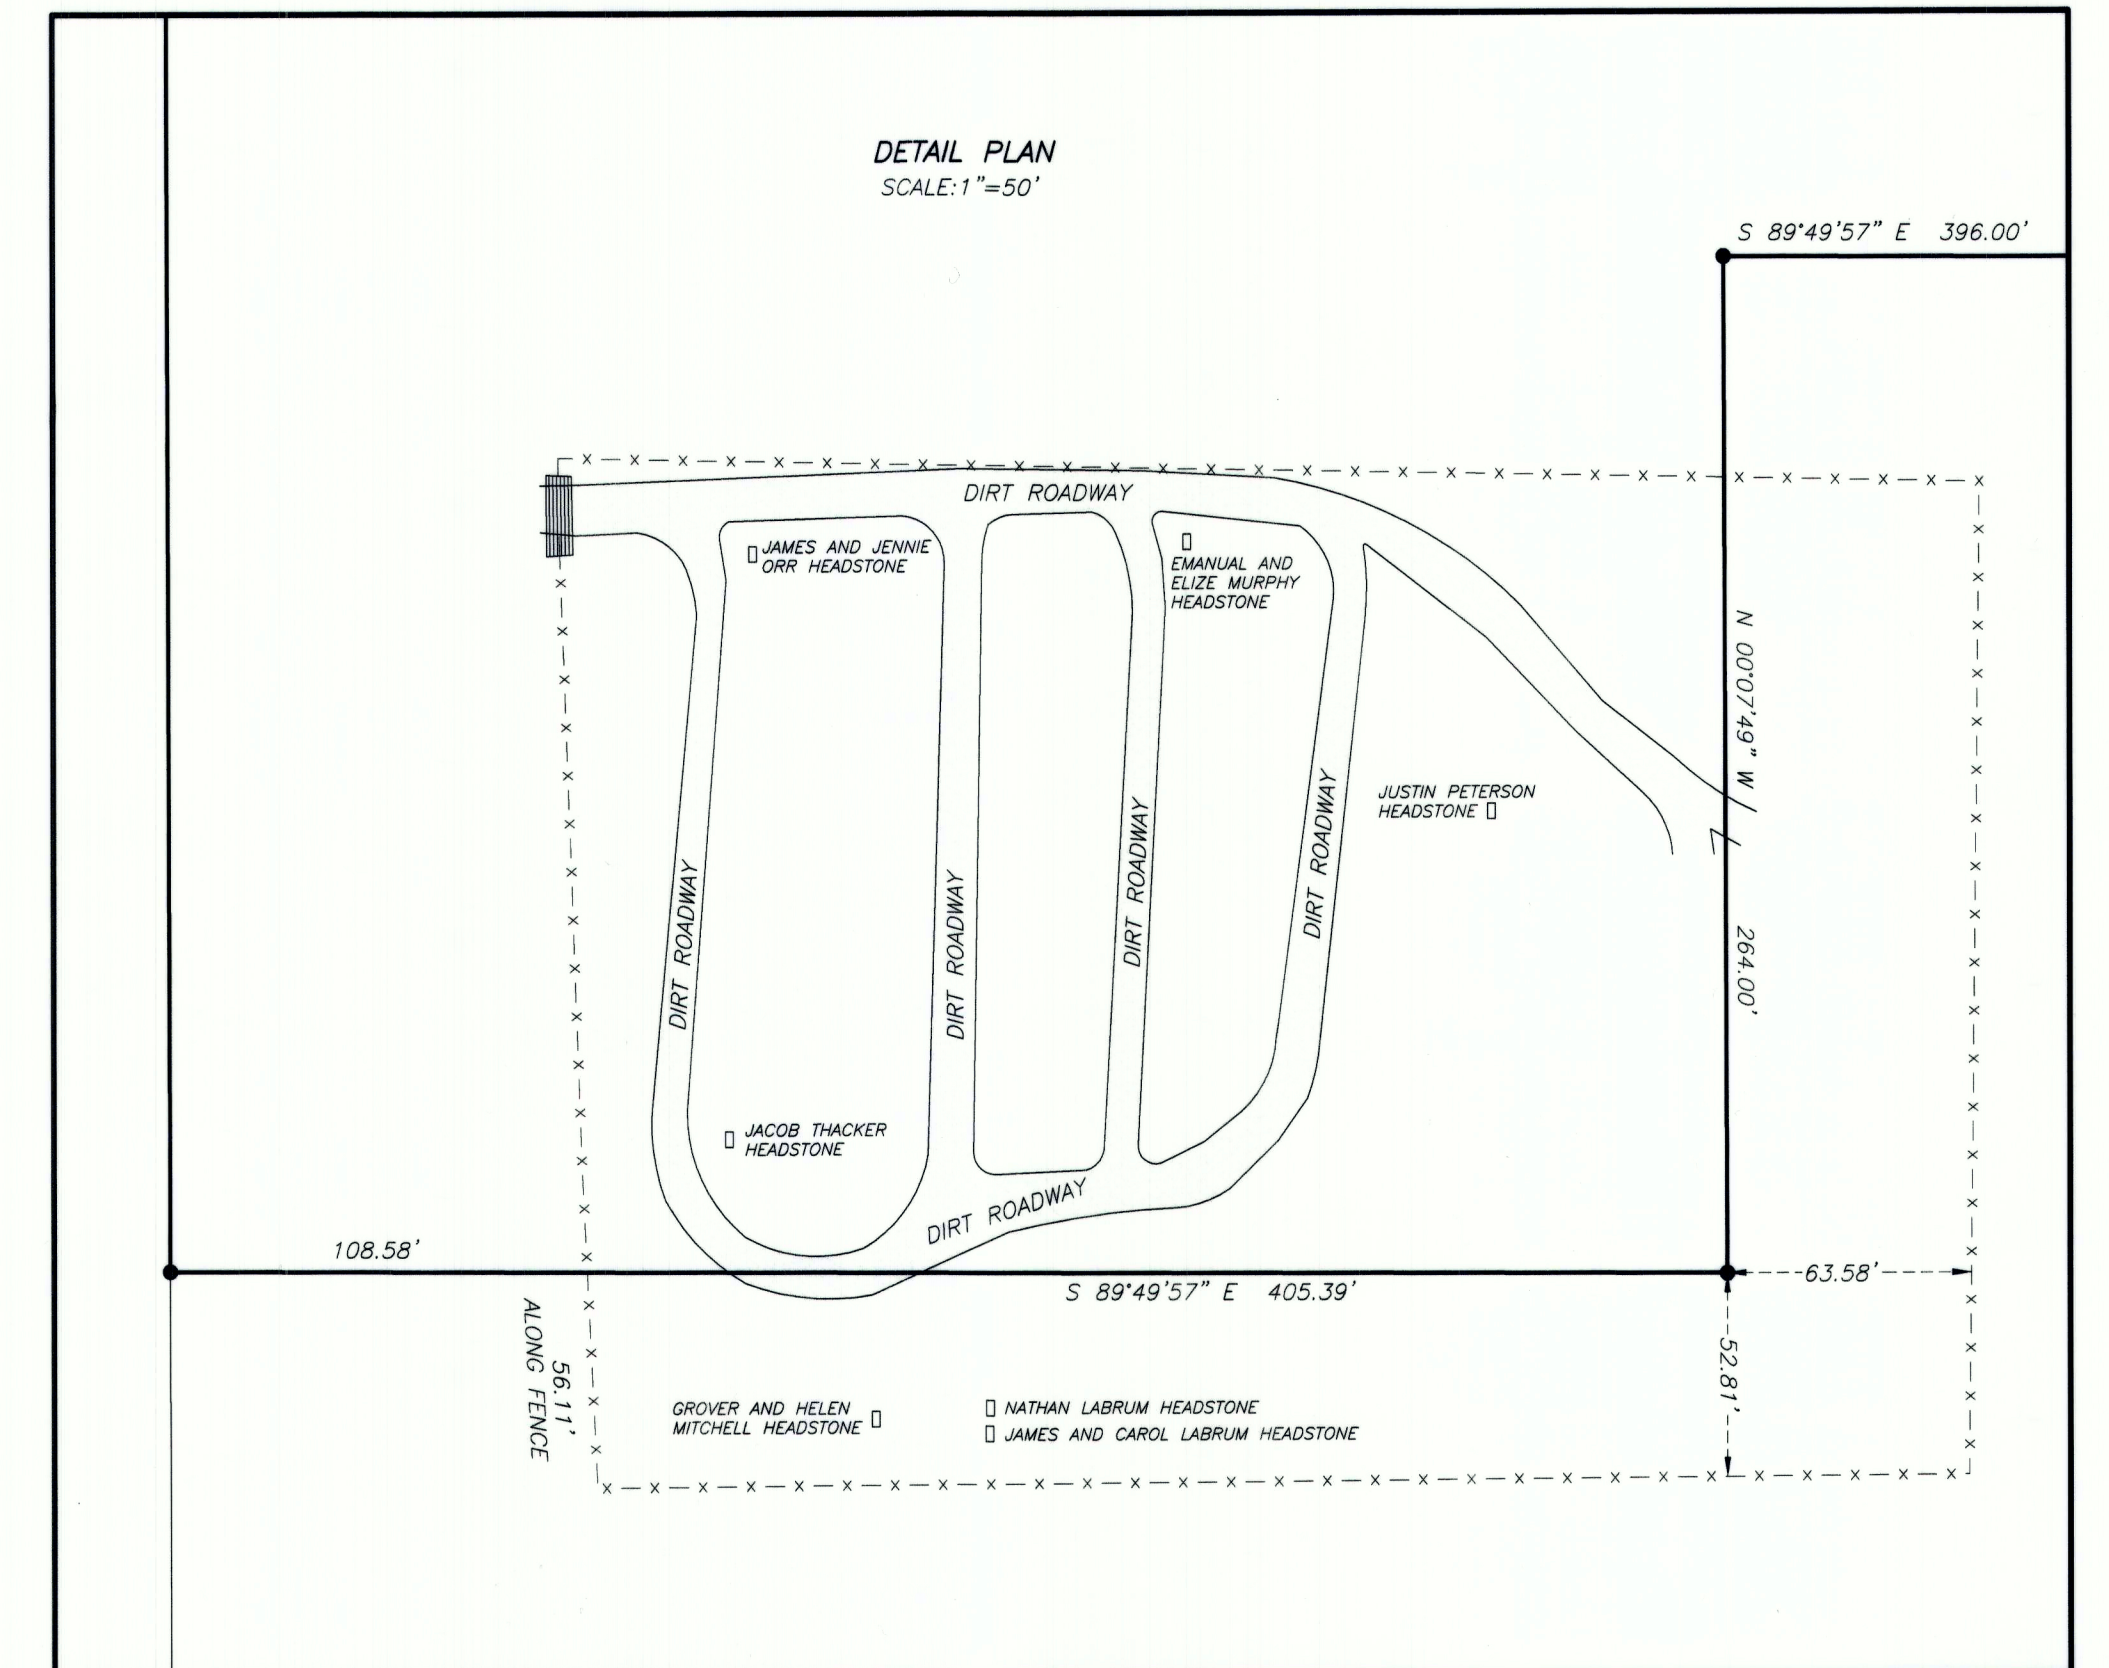 DETAIL PLAN
SCALE:1"=50'
S 89°49'57" E 396.00'
DIRT ROADWAY
JAMES AND JENNIE
ORR HEADSTONE
EMANUAL AND
ELIZE MURPHY
HEADSTONE
N 00°07'49" W 264.00'
JUSTIN PETERSON
HEADSTONE
DIRT ROADWAY
DIRT ROADWAY
DIRT ROADWAY
DIRT ROADWAY
JACOB THACKER
HEADSTONE
DIRT ROADWAY
108.58'
S 89°49'57" E 405.39'
63.58'
52.81'
56.11'
ALONG FENCE
GROVER AND HELEN
MITCHELL HEADSTONE
NATHAN LABRUM HEADSTONE
JAMES AND CAROL LABRUM HEADSTONE